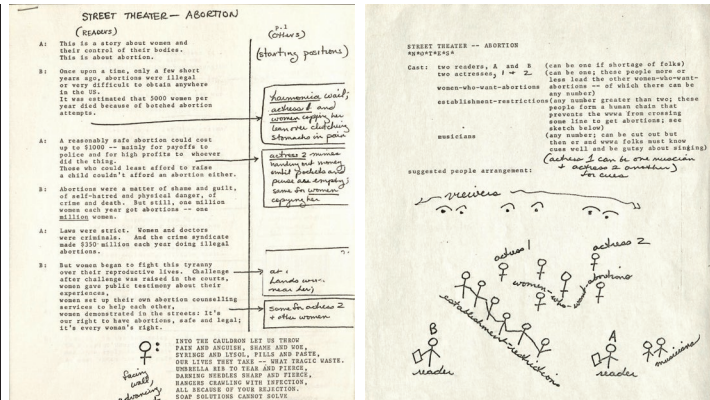 STREET THEATER — ABORTION
(READERS)
p.1
(others)
(starting positions)
A: This is a story about women and
their control of their bodies.
This is about abortion.
B: Once upon a time, only a few short
years ago, abortions were illegal
or very difficult to obtain anywhere
in the US.
It was estimated that 5000 women per
year died because of botched abortion
attempts.
harmonica wail;
actress 1 and
women copying her
lean over clutching
stomachs in pain
A: A reasonably safe abortion could cost
up to $1000 -- mainly for payoffs to
police and for high profits to whoever
did the thing.
Those who could least afford to raise
a child couldn't afford an abortion either.
actress 2 mimes
handing out money
until pockets and
purse are empty;
same for women
copying her
B: Abortions were a matter of shame and guilt,
of self-hatred and physical danger, of
crime and death. But still, one million
women each year got abortions -- one
million women.
A: Laws were strict. Women and doctors
were criminals. And the crime syndicate
made $350 million each year doing illegal
abortions.
B: But women began to fight this tyranny
over their reproductive lives. Challenge
after challenge was raised in the courts,
women gave public testimony about their
experiences,
women set up their own abortion counselling
services to help each other,
women demonstrated in the streets: It's
our right to have abortions, safe and legal;
it's every woman's right.
hands
near her)
same for actress 2
+ other women
facing
wall,
advancing
INTO THE CAULDRON LET US THROW
PAIN AND ANGUISH, SHAME AND WOE,
SYRINGE AND LYSOL, PILLS AND PASTE,
OUR LIVES THEY TAKE -- WHAT TRAGIC WASTE.
UMBRELLA RIB TO TEAR AND PIERCE,
DARNING NEEDLES SHARP AND FIERCE,
HANGERS CRAWLING WITH INFECTION,
ALL BECAUSE OF YOUR REJECTION.
SOAP SOLUTIONS CANNOT SOLVE
STREET THEATER -- ABORTION
*N*O*T*E*S*
Cast: two readers, A and B (can be one if shortage of folks)
two actresses, 1 + 2 (can be one; these people more or
less lead the other women-who-want-
women-who-want-abortions abortions -- of which there can be
any number)
establishment-restrictions (any number greater than two; these
people form a human chain that
prevents the wwws from crossing
some line to get abortions; see
sketch below)
musicians (any number; can be cut out but
then or and wwws folks must know
cues well and be gutsy about singing)
(actress 1 can be one musician
+ actress 2 another)
for cues
suggested people arrangement:
viewers
actress 1
actress 2
women-who-want-abortions
establishment-restrictions
B
reader
A
reader
musicians